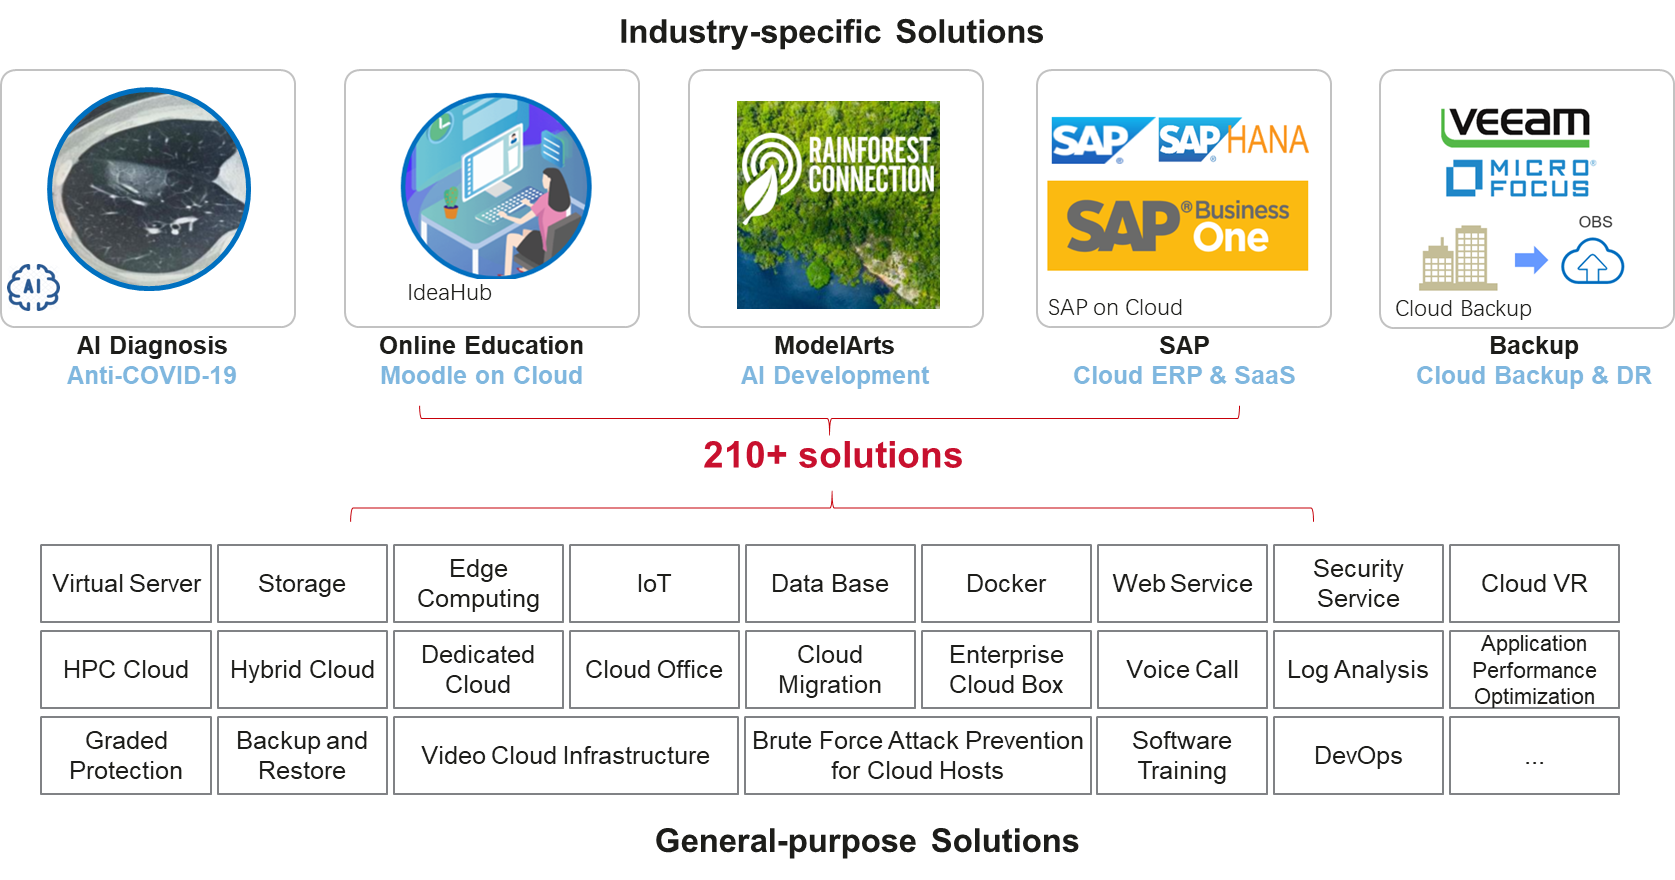 Industry-specific Solutions
AI
IdeaHub
RAINFOREST
CONNECTION
SAP®
SAP® HANA
SAP® Business
One
SAP on Cloud
veeam
MICRO®
FOCUS
OBS
Cloud Backup
AI Diagnosis
Anti-COVID-19
Online Education
Moodle on Cloud
ModelArts
AI Development
SAP
Cloud ERP & SaaS
Backup
Cloud Backup & DR
210+ solutions
Virtual Server
Storage
Edge
Computing
IoT
Data Base
Docker
Web Service
Security
Service
Cloud VR
HPC Cloud
Hybrid Cloud
Dedicated
Cloud
Cloud Office
Cloud
Migration
Enterprise
Cloud Box
Voice Call
Log Analysis
Application
Performance
Optimization
Graded
Protection
Backup and
Restore
Video Cloud Infrastructure
Brute Force Attack Prevention
for Cloud Hosts
Software
Training
DevOps
...
General-purpose Solutions